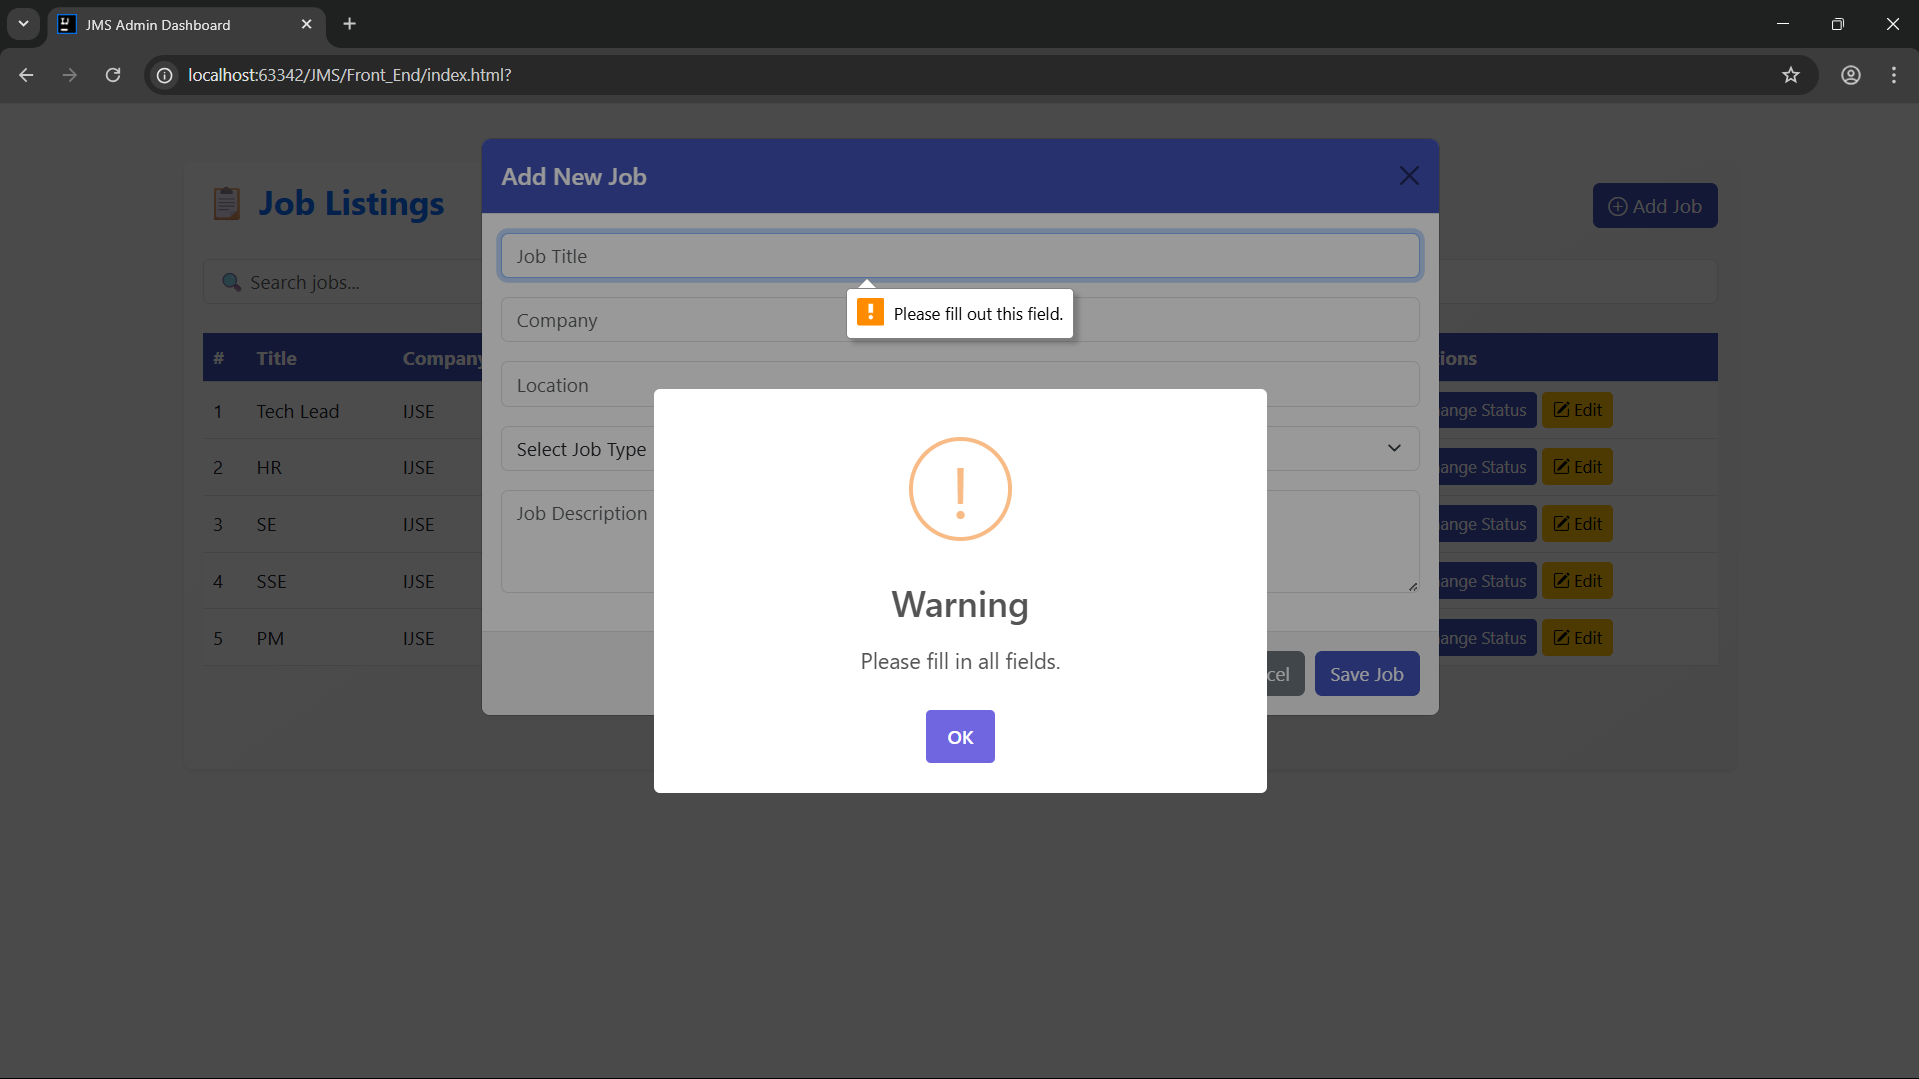 JMS Admin Dashboard
localhost:63342/JMS/Front_End/index.html?
Add New Job
Job Listings
Add Job
Job Title
Search jobs...
Please fill out this field.
Company
# Title Company
ions
Location
1 Tech Lead IJSE
ange Status Edit
Select Job Type
2 HR IJSE
ange Status Edit
Job Description
3 SE IJSE
ange Status Edit
4 SSE IJSE
ange Status Edit
Warning
5 PM IJSE
ange Status Edit
Please fill in all fields.
cel Save Job
OK